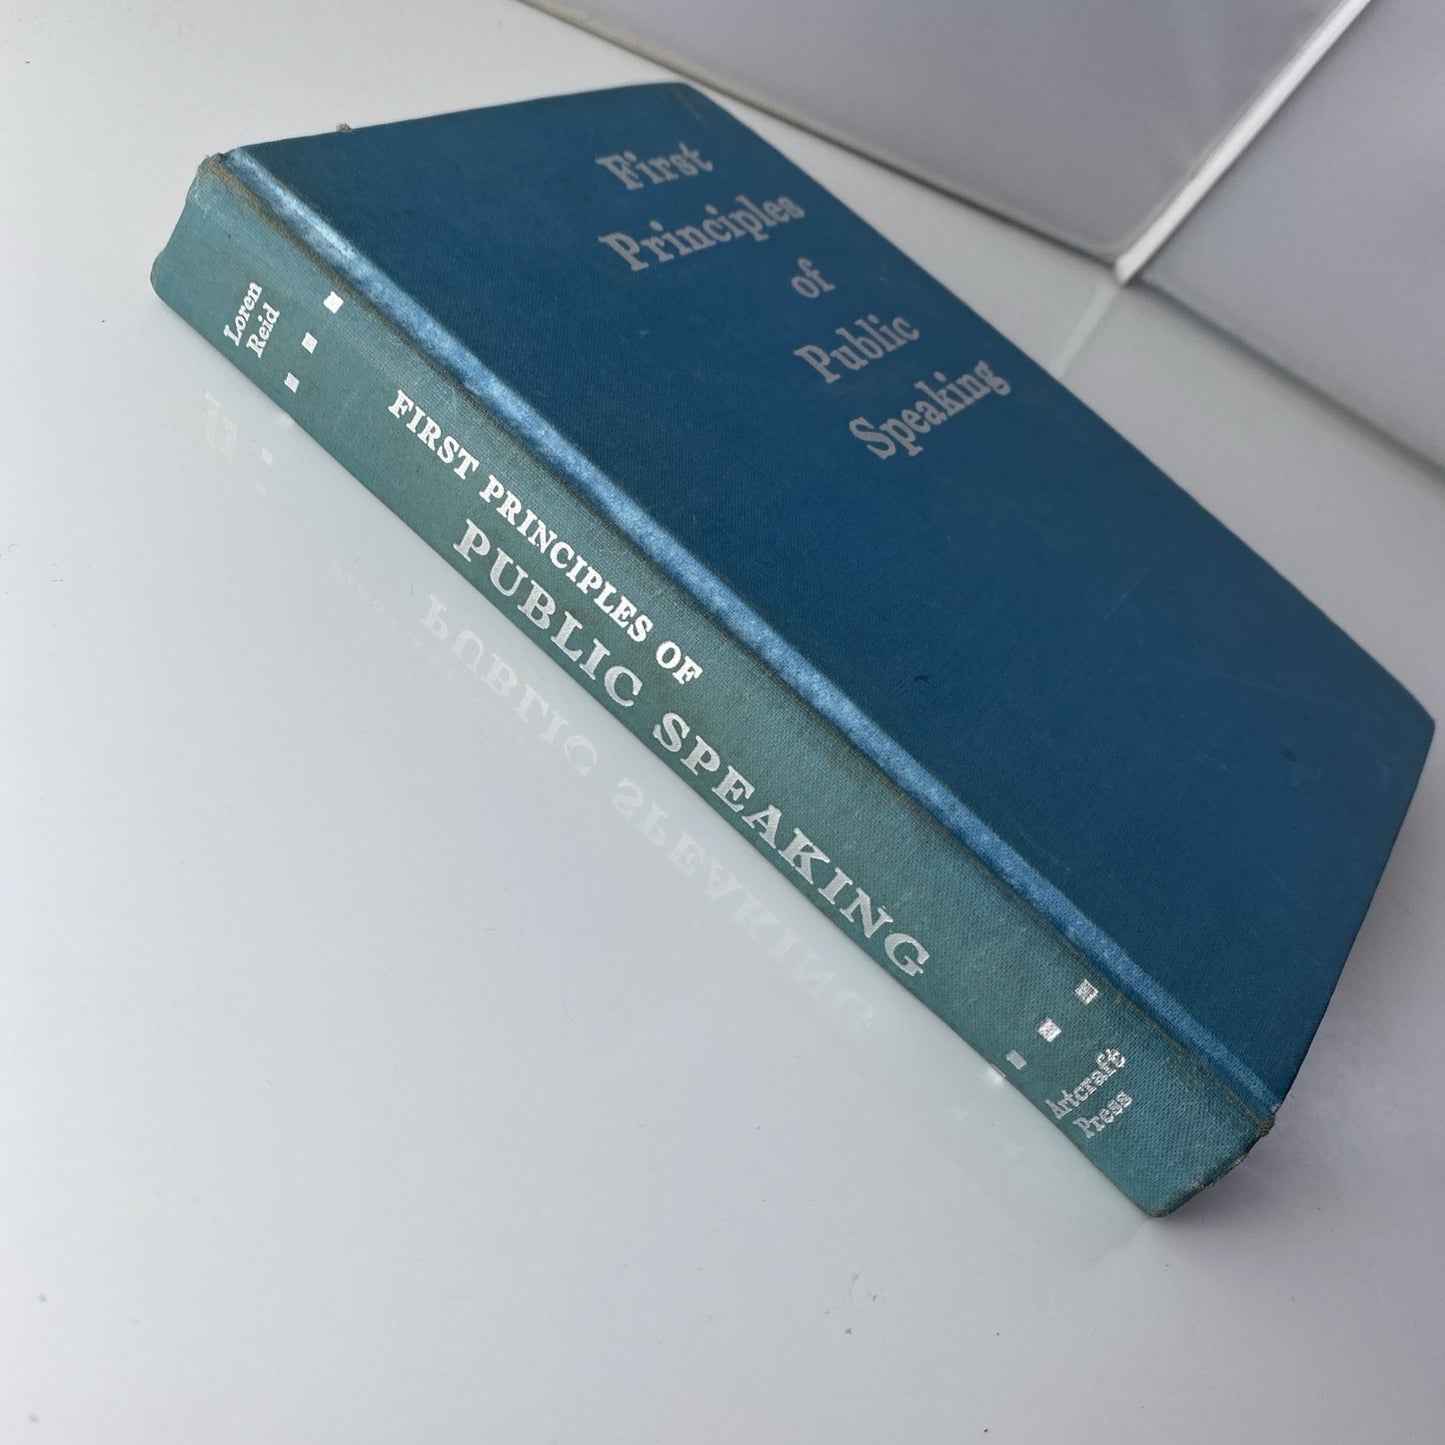 First
Principles
of
Public
Speaking
Loren
Reid
FIRST PRINCIPLES OF
PUBLIC SPEAKING
Artcraft
Press